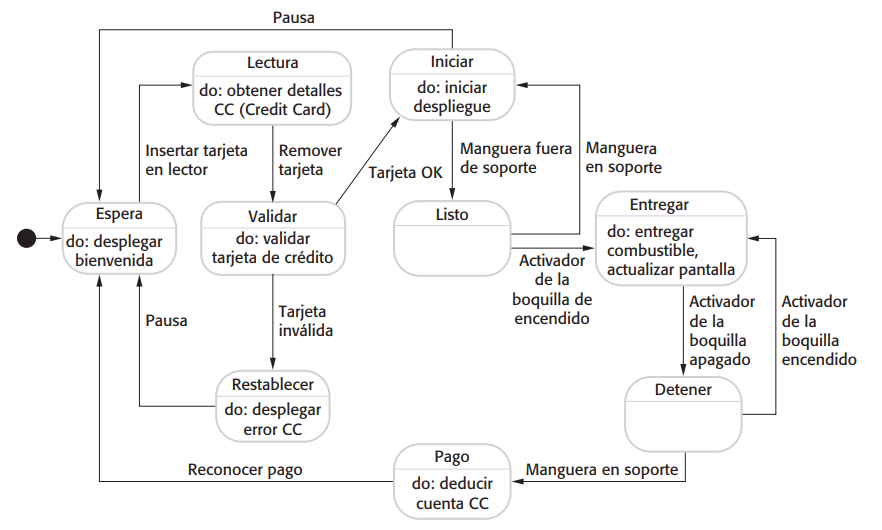 Pausa
Lectura
do: obtener detalles
CC (Credit Card)
Iniciar
do: iniciar
despliegue
Insertar tarjeta
en lector
Remover
tarjeta
Tarjeta OK
Manguera fuera
de soporte
Manguera
en soporte
Espera
do: desplegar
bienvenida
Validar
do: validar
tarjeta de crédito
Listo
Entregar
do: entregar
combustible,
actualizar pantalla
Activador
de la
boquilla de
encendido
Pausa
Tarjeta
inválida
Activador
de la
boquilla
apagado
Activador
de la
boquilla
encendido
Restablecer
do: desplegar
error CC
Detener
Reconocer pago
Pago
do: deducir
cuenta CC
Manguera en soporte